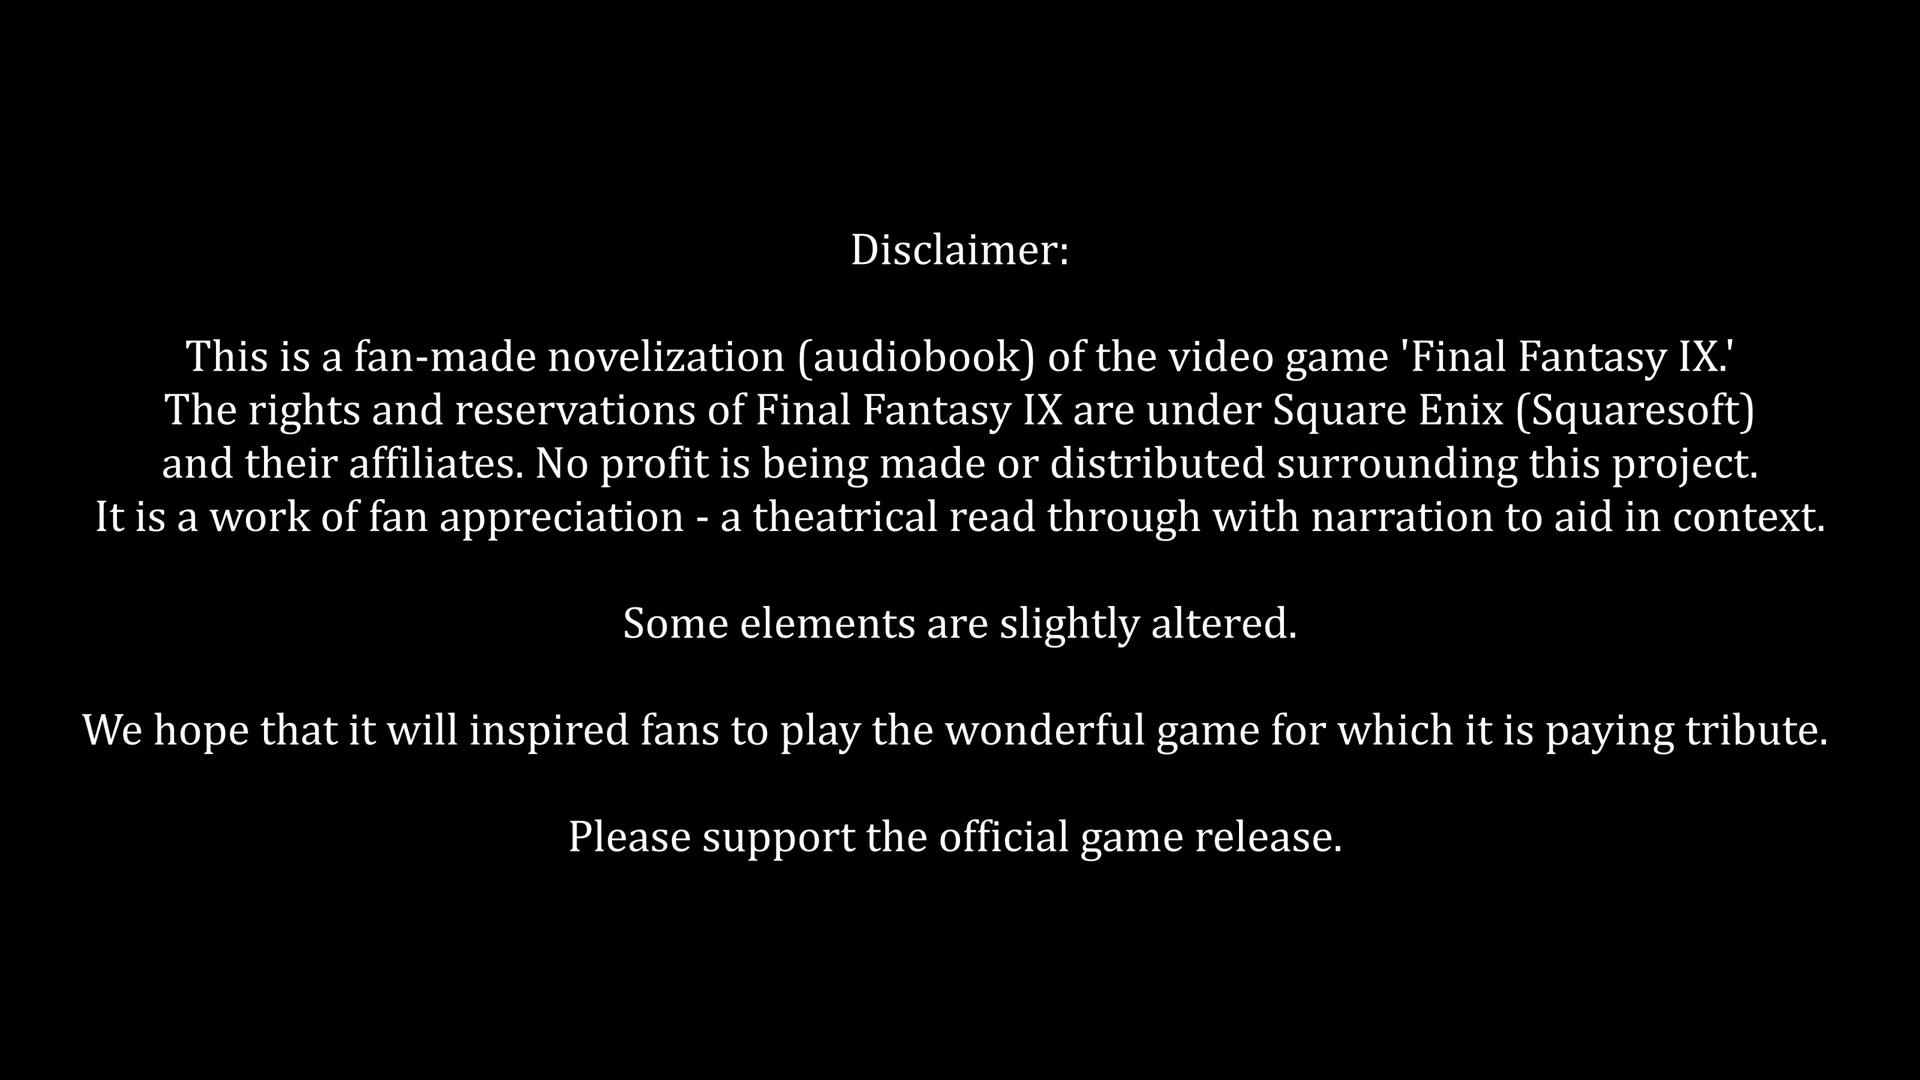 Disclaimer:
This is a fan-made novelization (audiobook) of the video game 'Final Fantasy IX.'
The rights and reservations of Final Fantasy IX are under Square Enix (Squaresoft)
and their affiliates. No profit is being made or distributed surrounding this project.
It is a work of fan appreciation - a theatrical read through with narration to aid in context.
Some elements are slightly altered.
We hope that it will inspired fans to play the wonderful game for which it is paying tribute.
Please support the official game release.